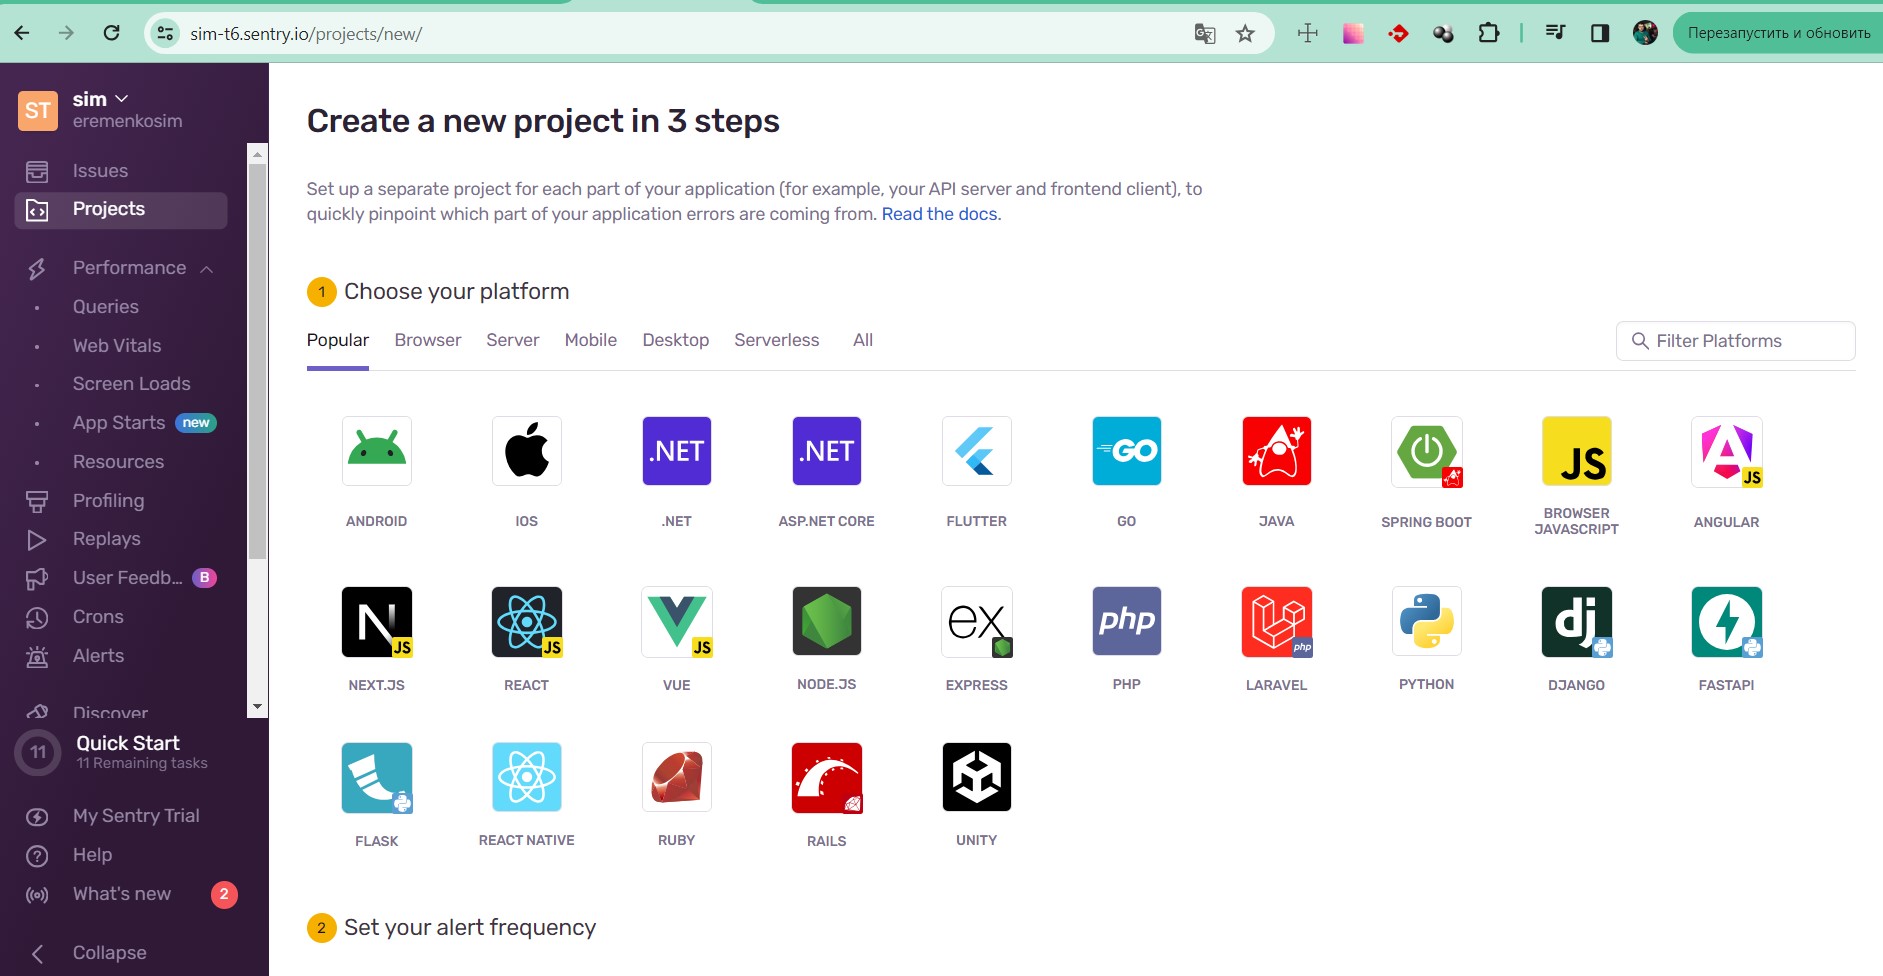 sim-t6.sentry.io/projects/new/
Перезапустить и обновить
ST
sim
eremenkosim
Issues
Projects
Performance
Queries
Web Vitals
Screen Loads
App Starts new
Resources
Profiling
Replays
User Feedb... B
Crons
Alerts
Discover
11
Quick Start
11 Remaining tasks
My Sentry Trial
Help
What's new 2
Collapse
Create a new project in 3 steps
Set up a separate project for each part of your application (for example, your API server and frontend client), to
quickly pinpoint which part of your application errors are coming from. Read the docs.
1 Choose your platform
Popular Browser Server Mobile Desktop Serverless All
Filter Platforms
.NET .NET GO JS JS
ANDROID IOS .NET ASP.NET CORE FLUTTER GO JAVA SPRING BOOT BROWSER JAVASCRIPT ANGULAR
N JS JS JS ex php php dj
NEXT.JS REACT VUE NODE.JS EXPRESS PHP LARAVEL PYTHON DJANGO FASTAPI
FLASK REACT NATIVE RUBY RAILS UNITY
2 Set your alert frequency